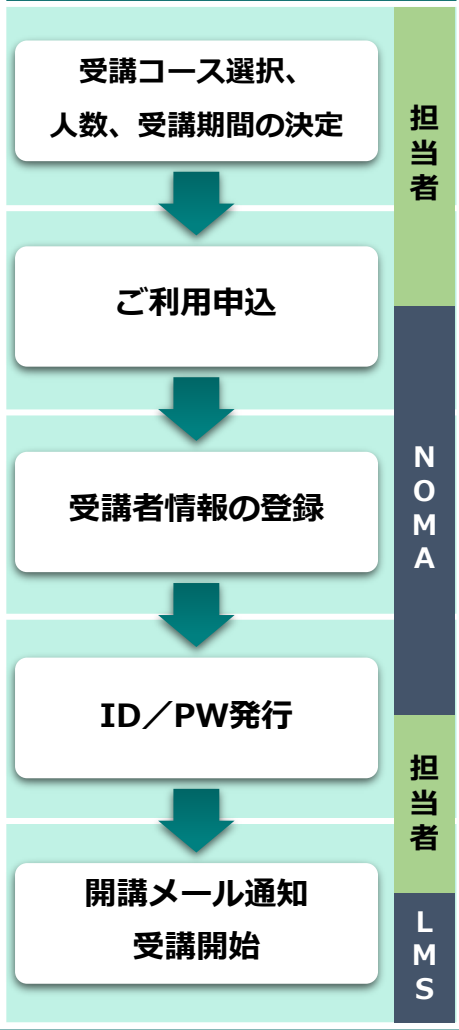 受講コース選択、
人数、受講期間の決定
担当者
ご利用申込
受講者情報の登録
NOMA
ID／PW発行
担当者
開講メール通知
受講開始
LMS